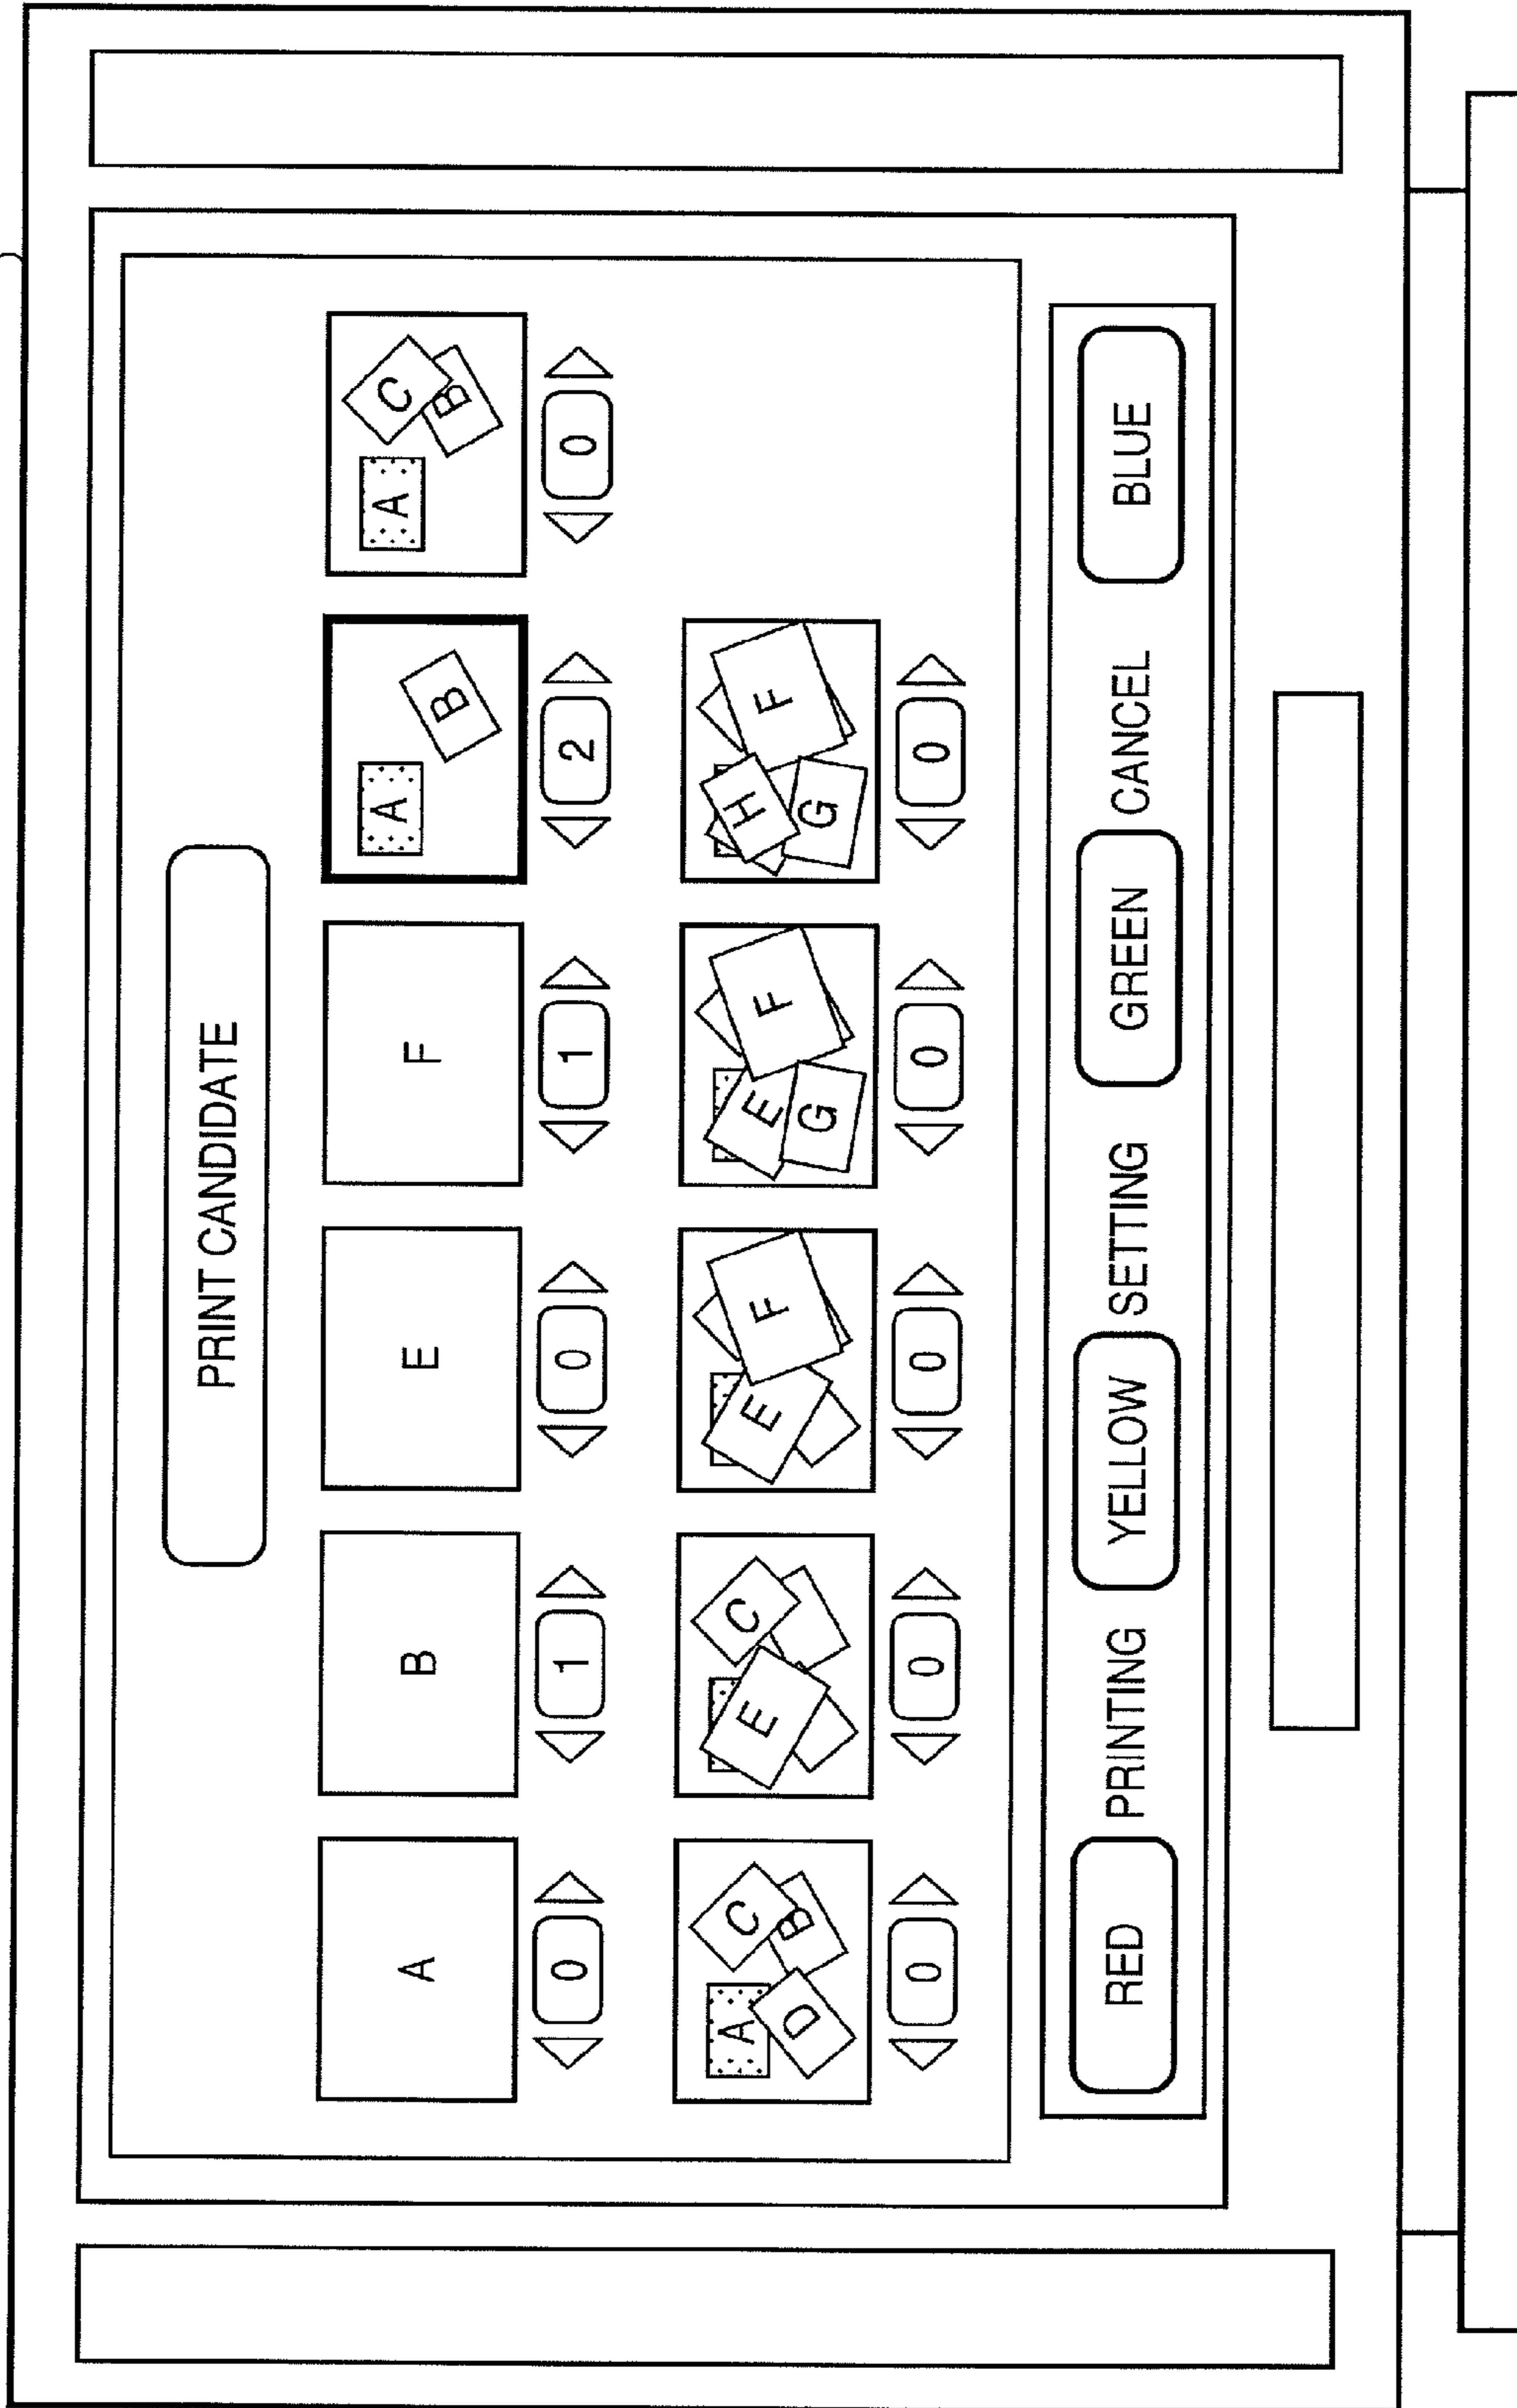 PRINT CANDIDATE
A B E F A B A C B
0 1 0 1 2 0
A D C B E C E F E G F H G F
0 0 0 0 0
RED PRINTING YELLOW SETTING GREEN CANCEL BLUE